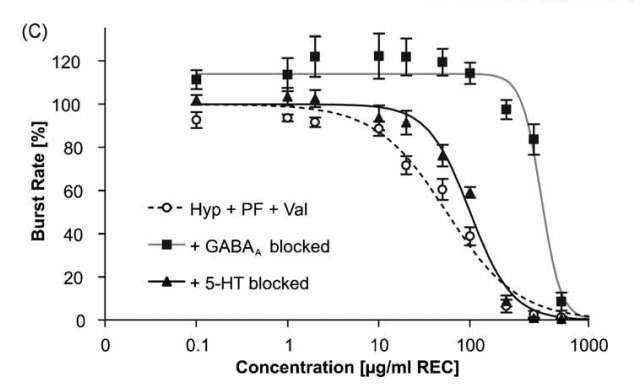 (C)
120
100
80
60
40
20
0
Burst Rate [%]
Hyp + PF + Val
+ GABAA blocked
+ 5-HT blocked
0 0.1 1 10 100 1000
Concentration [µg/ml REC]